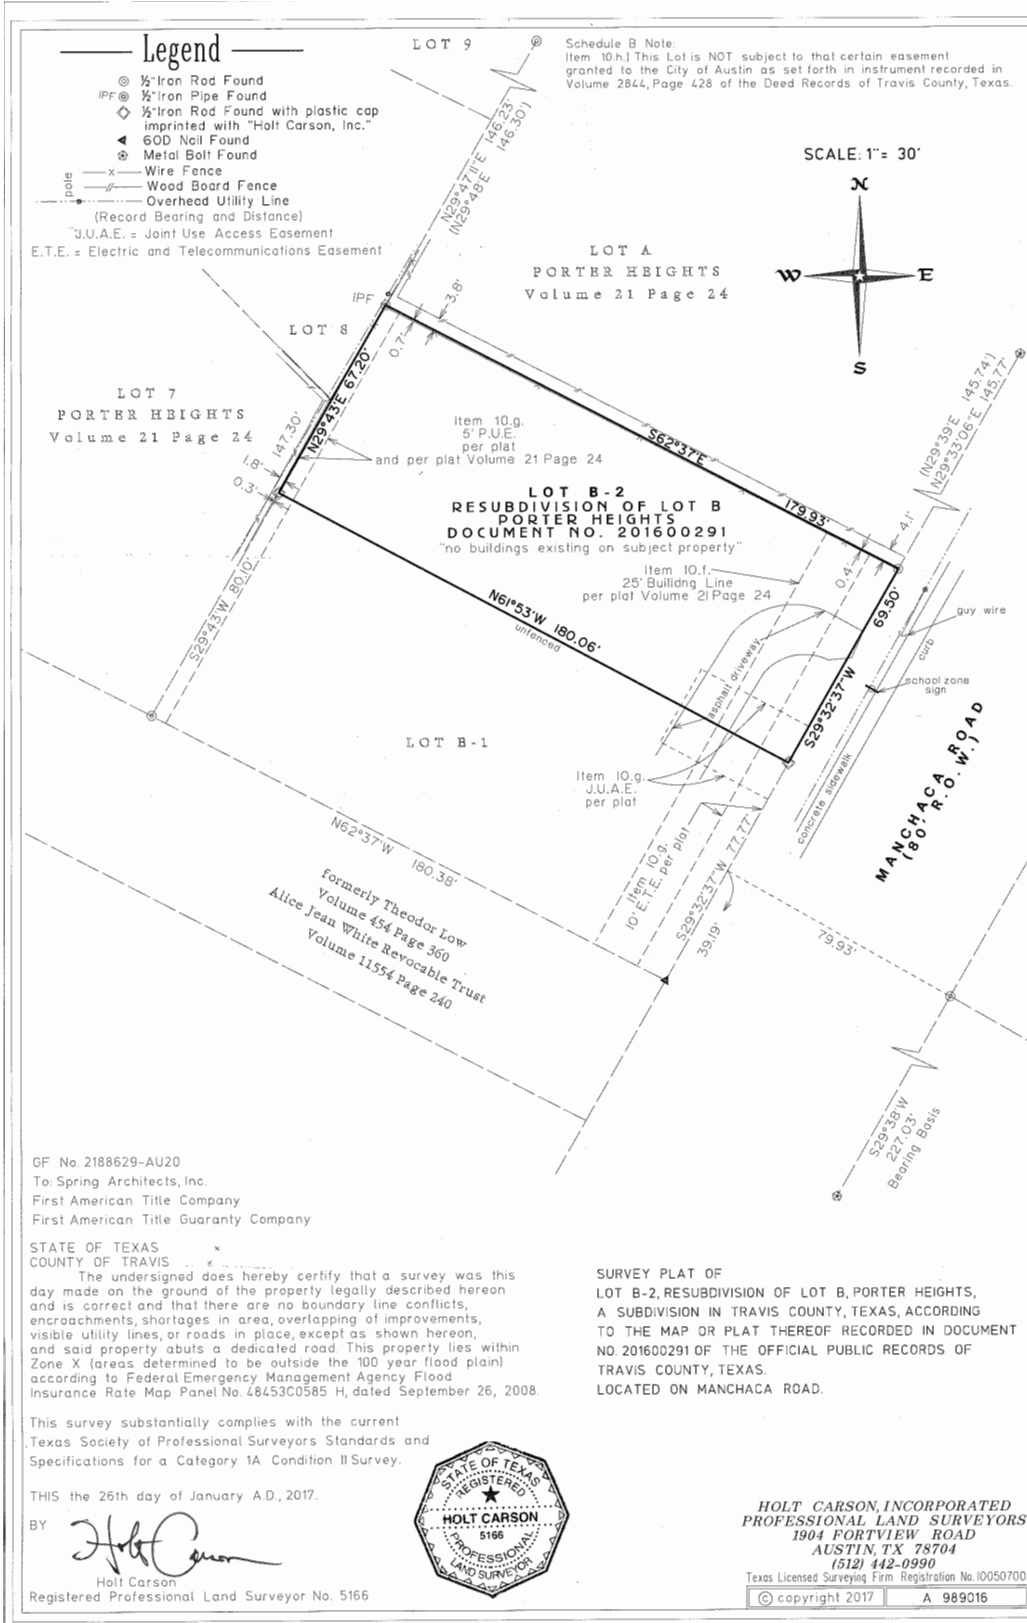 Legend
½"Iron Rod Found
IPF ½"Iron Pipe Found
½"Iron Rod Found with plastic cap
imprinted with "Holt Carson, Inc."
60D Nail Found
Metal Bolt Found
x Wire Fence
// Wood Board Fence
pole
Overhead Utility Line
(Record Bearing and Distance)
J.U.A.E. = Joint Use Access Easement
E.T.E. = Electric and Telecommunications Easement
LOT 9
Schedule B Note:
Item 10.h.) This Lot is NOT subject to that certain easement
granted to the City of Austin as set forth in instrument recorded in
Volume 2844, Page 428 of the Deed Records of Travis County, Texas.
SCALE: 1"= 30'
N
W E
S
N29°47'11"E 146.23'
(N29°48'E 146.30')
LOT A
PORTER HEIGHTS
Volume 21 Page 24
IPF
3.8'
0.7'
LOT 8
LOT 7
PORTER HEIGHTS
Volume 21 Page 24
147.30'
N29°43'E 67.20'
1.8'
0.3'
Item 10.g.
5' P.U.E.
per plat
and per plat Volume 21 Page 24
S62°37'E 179.93'
(N29°39'E 145.74')
N29°33'06"E 145.77'
4.1'
0.4'
LOT B-2
RESUBDIVISION OF LOT B
PORTER HEIGHTS
DOCUMENT NO. 201600291
"no buildings existing on subject property"
Item 10.f.
25' Builidng Line
per plat Volume 21 Page 24
N61°53'W 180.06'
unfenced
S29°43'W 80.10'
69.50'
S29°32'37"W
guy wire
curb
school zone
sign
asphalt driveway
concrete sidewalk
MANCHACA ROAD
(80' R.O.W.)
LOT B-1
Item 10.g.
J.U.A.E.
per plat
Item 10.g.
10' E.T.E. per plat
S29°32'37"W 77.77'
39.19'
79.93'
N62°37'W 180.38'
formerly Theodor Low
Volume 454 Page 360
Alice Jean White Revocable Trust
Volume 11554 Page 240
S29°38'W
227.03'
Bearing Basis
GF No. 2188629-AU20
To: Spring Architects, Inc.
First American Title Company
First American Title Guaranty Company
STATE OF TEXAS x
COUNTY OF TRAVIS x
The undersigned does hereby certify that a survey was this
day made on the ground of the property legally described hereon
and is correct and that there are no boundary line conflicts,
encroachments, shortages in area, overlapping of improvements,
visible utility lines, or roads in place, except as shown hereon,
and said property abuts a dedicated road. This property lies within
Zone X (areas determined to be outside the 100 year flood plain)
according to Federal Emergency Management Agency Flood
Insurance Rate Map Panel No. 48453C0585 H, dated September 26, 2008.
This survey substantially complies with the current
Texas Society of Professional Surveyors Standards and
Specifications for a Category 1A Condition II Survey.
THIS the 26th day of January A.D., 2017.
BY Holt Carson
Holt Carson
Registered Professional Land Surveyor No. 5166
STATE OF TEXAS
REGISTERED
HOLT CARSON
5166
PROFESSIONAL
LAND SURVEYOR
SURVEY PLAT OF
LOT B-2, RESUBDIVISION OF LOT B, PORTER HEIGHTS,
A SUBDIVISION IN TRAVIS COUNTY, TEXAS, ACCORDING
TO THE MAP OR PLAT THEREOF RECORDED IN DOCUMENT
NO. 201600291 OF THE OFFICIAL PUBLIC RECORDS OF
TRAVIS COUNTY, TEXAS.
LOCATED ON MANCHACA ROAD.
HOLT CARSON, INCORPORATED
PROFESSIONAL LAND SURVEYORS
1904 FORTVIEW ROAD
AUSTIN, TX 78704
(512) 442-0990
Texas Licensed Surveying Firm Registration No. 10050700
© copyright 2017 A 989016